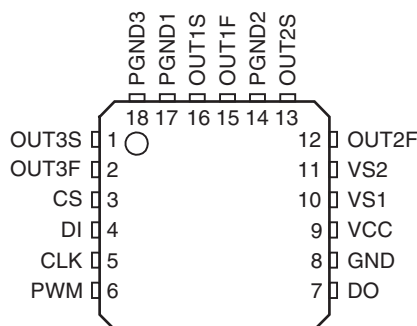 PGND3 PGND1 OUT1S OUT1F PGND2 OUT2S
18 17 16 15 14 13
OUT3S 1 12 OUT2F
OUT3F 2 11 VS2
CS 3 10 VS1
DI 4 9 VCC
CLK 5 8 GND
PWM 6 7 DO